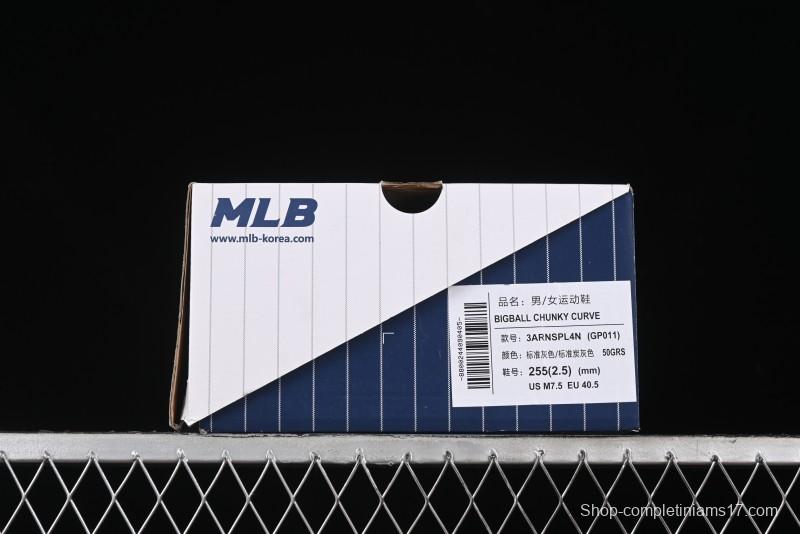 MLB
www.mlb-korea.com
品名：男/女运动鞋
BIGBALL CHUNKY CURVE
款号：3ARNSPL4N (GP011)
颜色：标准灰色/标准炭灰色 50GRS
鞋号：255(2.5) (mm)
US M7.5 EU 40.5
Shop-completiniams17.com